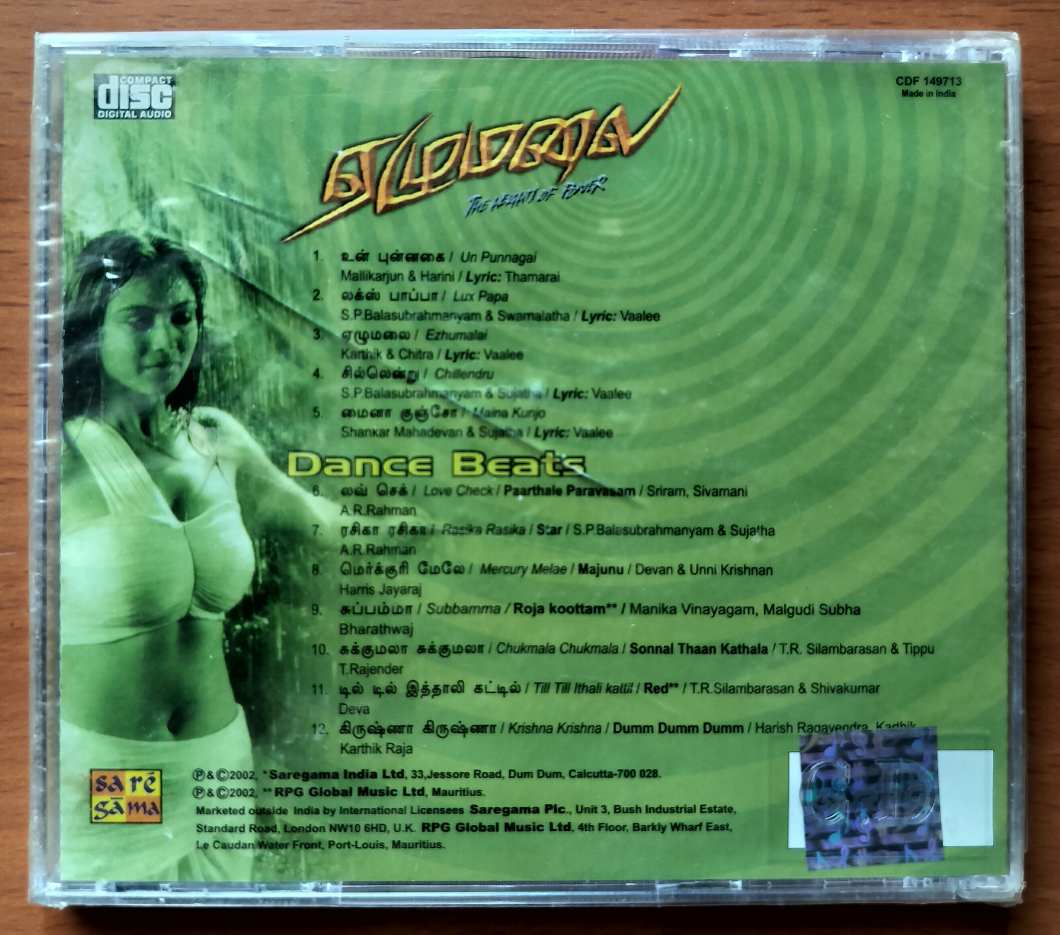 COMPACT
disc
DIGITAL AUDIO
CDF 149713
Made in India
ஏழுமலை
THE HEIGHTS OF POWER
1. உன் புன்னகை / Un Punnagai
Mallikarjun & Harini / Lyric: Thamarai
2. லக்ஸ் பாப்பா / Lux Papa
S.P.Balasubrahmanyam & Swarnalatha / Lyric: Vaalee
3. ஏழுமலை / Ezhumalai
Karthik & Chitra / Lyric: Vaalee
4. சில்லென்று / Chillendru
S.P.Balasubrahmanyam & Sujatha / Lyric: Vaalee
5. மைனா குஞ்சோ / Maina Kunjo
Shankar Mahadevan & Sujatha / Lyric: Vaalee
Dance Beats
6. லவ் செக் / Love Check / Paarthale Paravasam / Sriram, Sivamani
A.R.Rahman
7. ரசிகா ரசிகா / Rasika Rasika / Star / S.P.Balasubrahmanyam & Sujatha
A.R.Rahman
8. மெர்க்குரி மேலே / Mercury Melae / Majunu / Devan & Unni Krishnan
Harris Jayaraj
9. சுப்பம்மா / Subbamma / Roja koottam** / Manika Vinayagam, Malgudi Subha
Bharathwaj
10. சுக்குமலா சுக்குமலா / Chukmala Chukmala / Sonnal Thaan Kathala / T.R. Silambarasan & Tippu
T.Rajender
11. டில் டில் இத்தாலி கட்டில் / Till Till Ithali kattil / Red** / T.R.Silambarasan & Shivakumar
Deva
12. கிருஷ்ணா கிருஷ்ணா / Krishna Krishna / Dumm Dumm Dumm / Harish Ragavendra, Kadhik
Karthik Raja
sa rē
gāma
℗ & ©2002, *Saregama India Ltd, 33,Jessore Road, Dum Dum, Calcutta-700 028.
℗ & ©2002, ** RPG Global Music Ltd, Mauritius.
Marketed outside India by International Licensees Saregama Plc., Unit 3, Bush Industrial Estate,
Standard Road, London NW10 6HD, U.K. RPG Global Music Ltd, 4th Floor, Barkly Wharf East,
Le Caudan Water Front, Port-Louis, Mauritius.